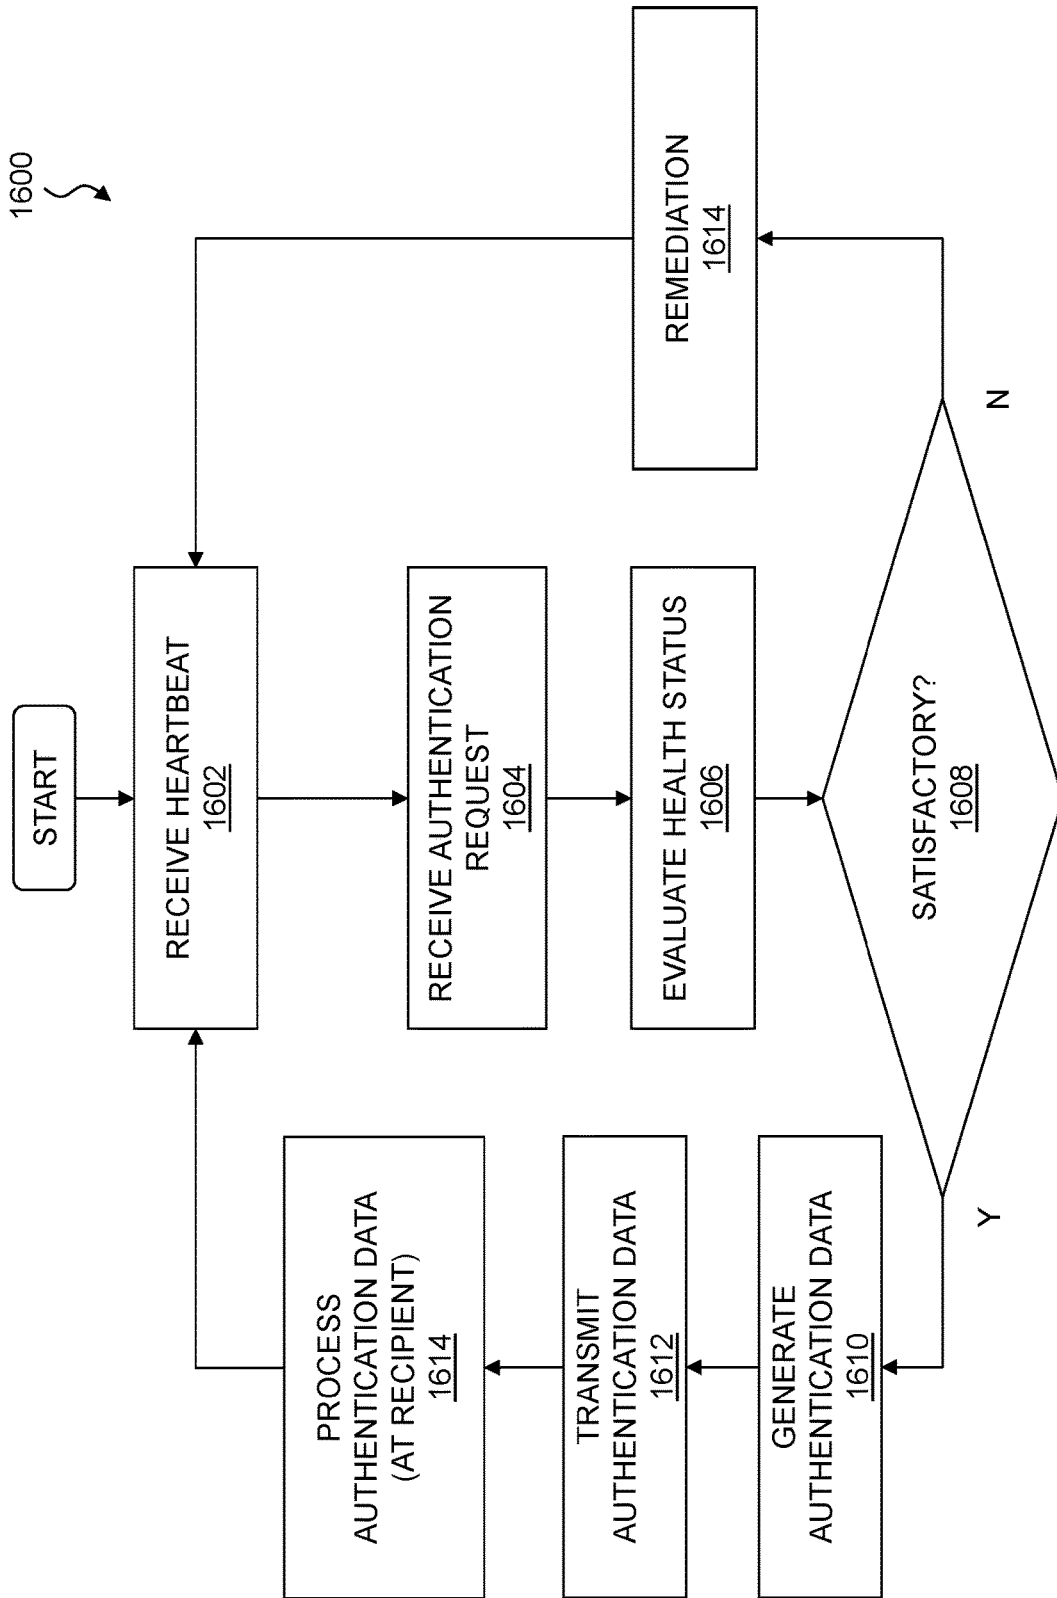 1600
START
RECEIVE HEARTBEAT
1602
RECEIVE AUTHENTICATION
REQUEST
1604
EVALUATE HEALTH STATUS
1606
SATISFACTORY?
1608
Y
N
GENERATE
AUTHENTICATION DATA
1610
TRANSMIT
AUTHENTICATION DATA
1612
PROCESS
AUTHENTICATION DATA
(AT RECIPIENT)
1614
REMEDIATION
1614